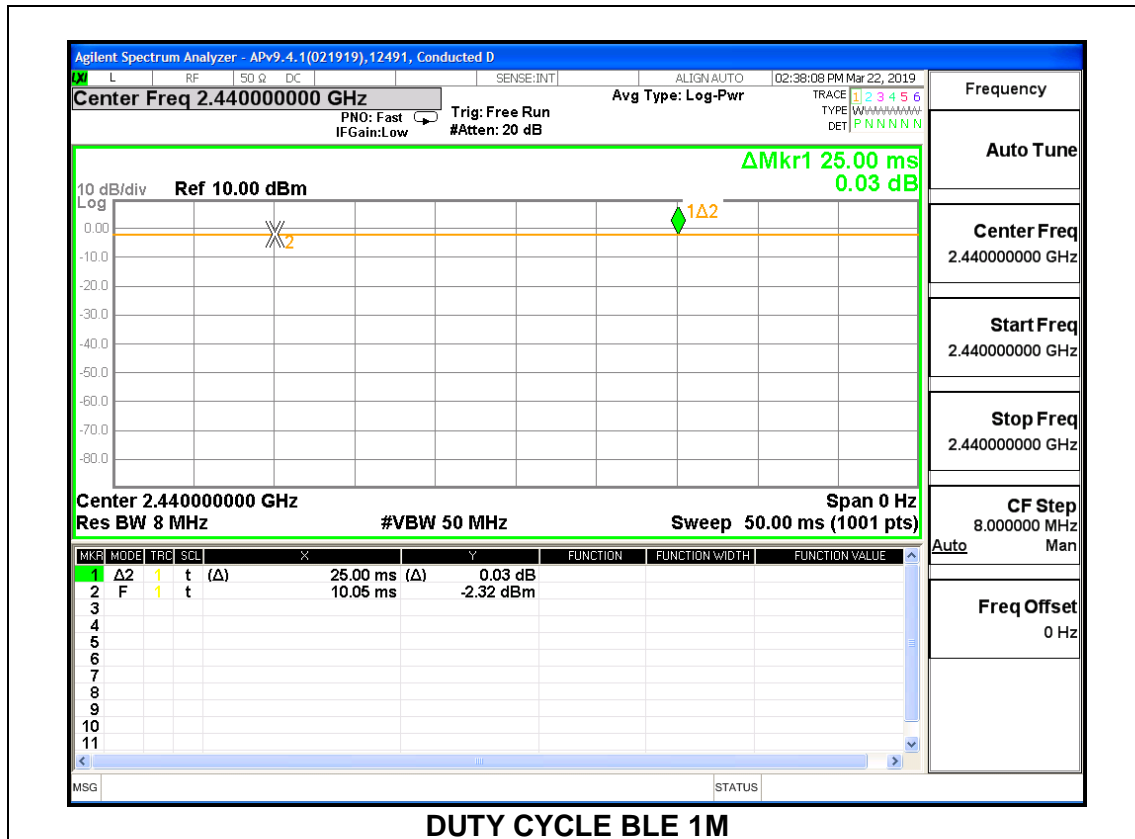 Agilent Spectrum Analyzer - APv9.4.1(021919),12491, Conducted D
LXI L RF 50 Ω DC SENSE:INT ALIGN AUTO 02:38:08 PM Mar 22, 2019
Center Freq 2.440000000 GHz
PNO: Fast
IFGain:Low
Trig: Free Run
#Atten: 20 dB
Avg Type: Log-Pwr
TRACE 1 2 3 4 5 6
TYPE WWWWWW
DET P N N N N N
ΔMkr1 25.00 ms
0.03 dB
10 dB/div Ref 10.00 dBm
Log
0.00
-10.0
-20.0
-30.0
-40.0
-50.0
-60.0
-70.0
-80.0
2
1Δ2
Center 2.440000000 GHz Span 0 Hz
Res BW 8 MHz #VBW 50 MHz Sweep 50.00 ms (1001 pts)
MKR MODE TRC SCL X Y FUNCTION FUNCTION WIDTH FUNCTION VALUE
1 Δ2 1 t (Δ) 25.00 ms (Δ) 0.03 dB
2 F 1 t 10.05 ms -2.32 dBm
3
4
5
6
7
8
9
10
11
MSG STATUS
Frequency
Auto Tune
Center Freq
2.440000000 GHz
Start Freq
2.440000000 GHz
Stop Freq
2.440000000 GHz
CF Step
8.000000 MHz
Auto Man
Freq Offset
0 Hz
DUTY CYCLE BLE 1M